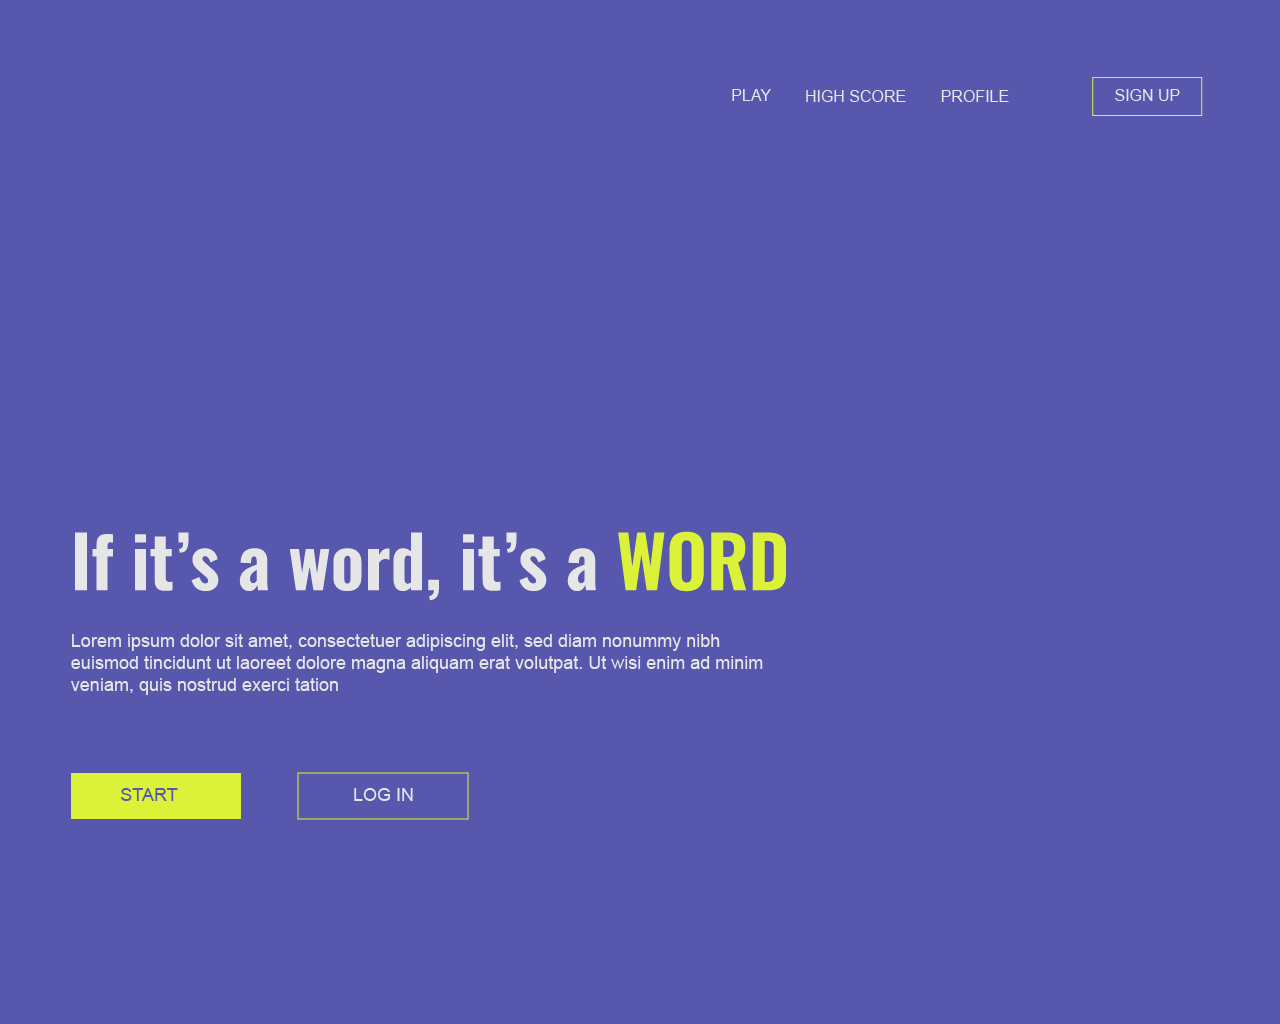 PLAY HIGH SCORE PROFILE SIGN UP
If it’s a word, it’s a WORD
Lorem ipsum dolor sit amet, consectetuer adipiscing elit, sed diam nonummy nibh
euismod tincidunt ut laoreet dolore magna aliquam erat volutpat. Ut wisi enim ad minim
veniam, quis nostrud exerci tation
START LOG IN